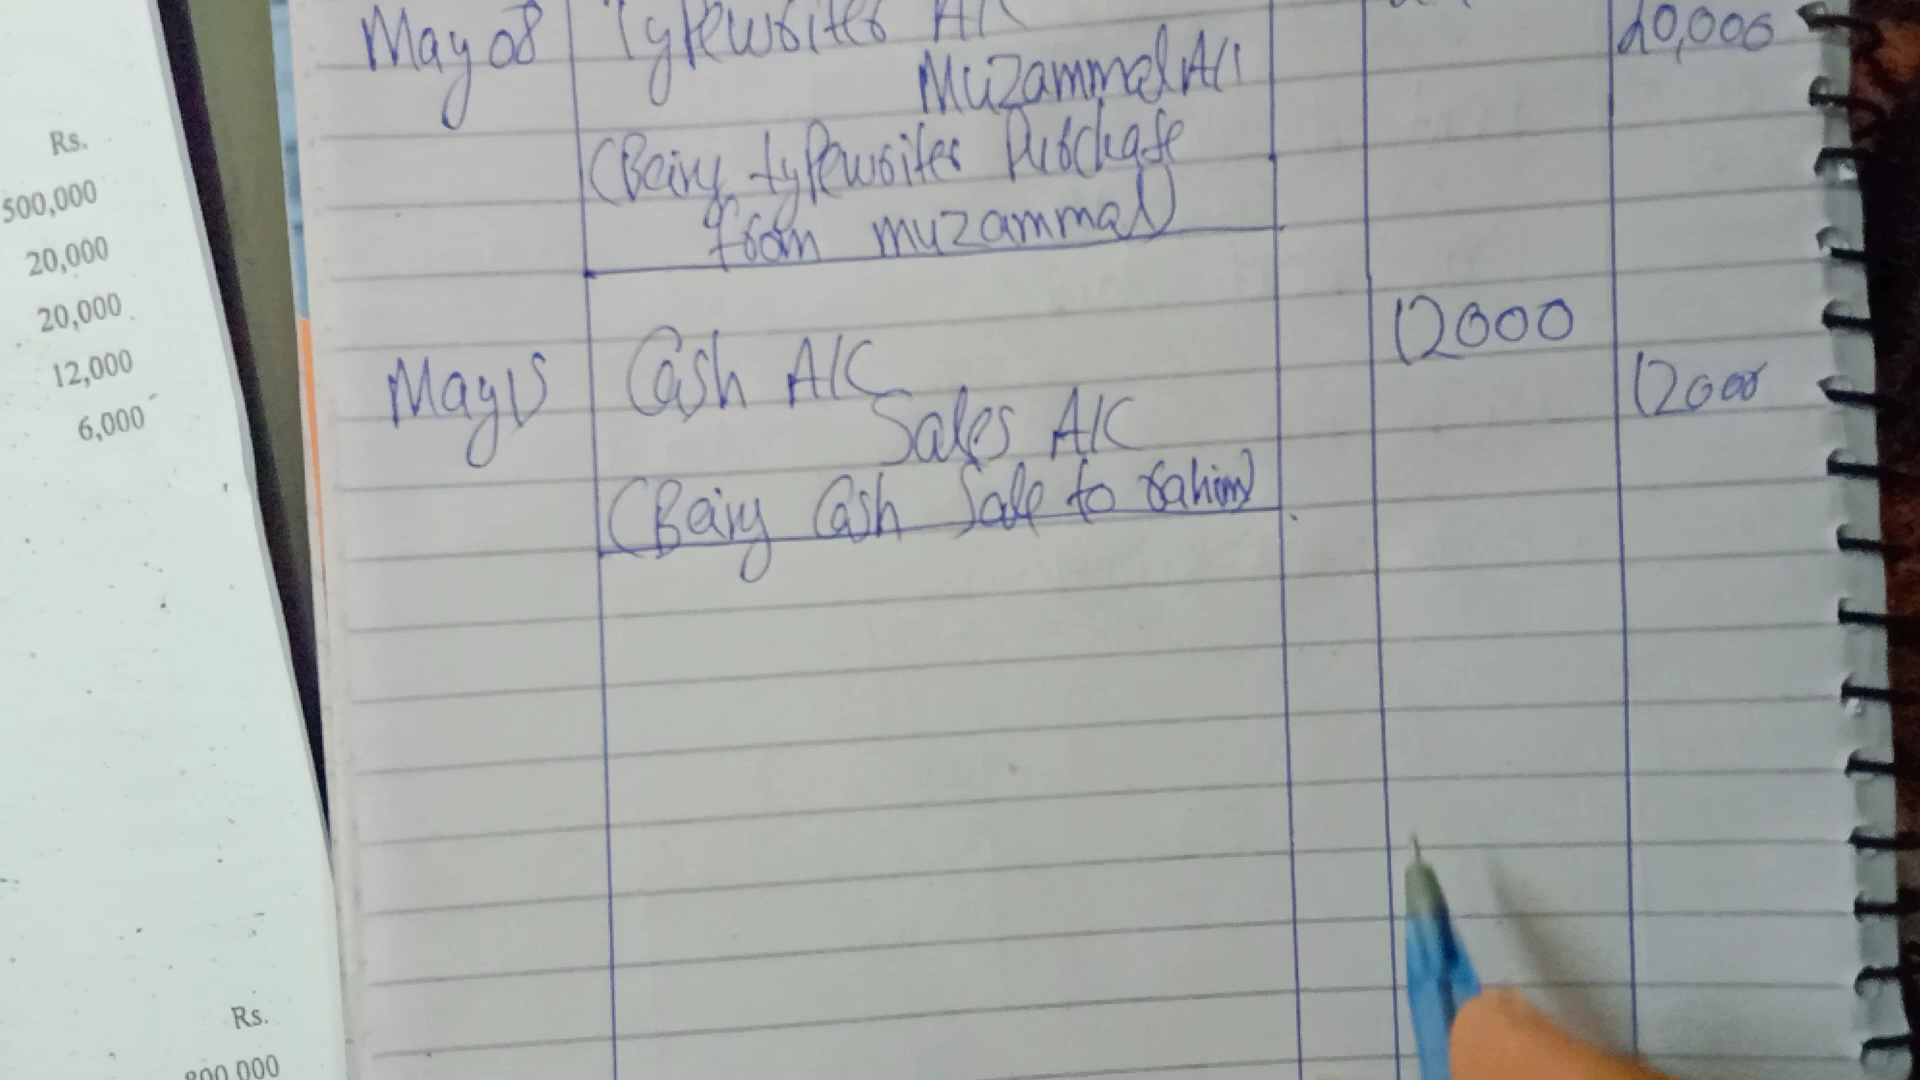 Rs.
500,000
20,000
20,000
12,000
6,000
Rs.
800,000
May 08 Typewriter A/C
20,000
Muzammal A/C
(Being typewriter Purchase
from muzammal)
May 15 Cash A/C 12000
Sales A/C 12000
(Being Cash Sale to rahim)